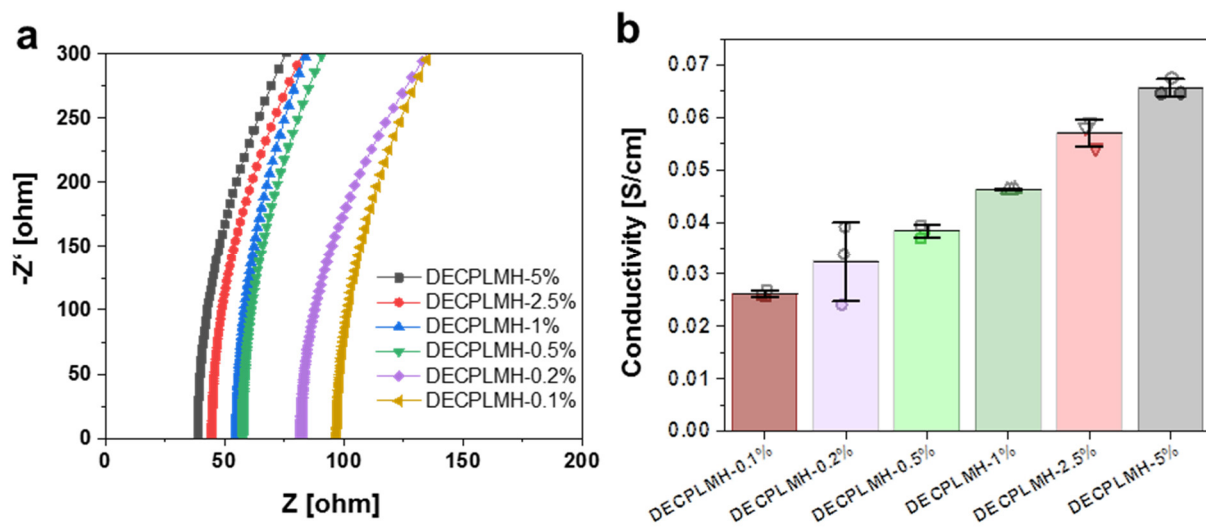 a
300
250
200
150
100
50
0
-Z‘ [ohm]
DECPLMH-5%
DECPLMH-2.5%
DECPLMH-1%
DECPLMH-0.5%
DECPLMH-0.2%
DECPLMH-0.1%
0 50 100 150 200
Z [ohm]
b
0.07
0.06
0.05
0.04
0.03
0.02
0.01
0.00
Conductivity [S/cm]
DECPLMH-0.1%
DECPLMH-0.2%
DECPLMH-0.5%
DECPLMH-1%
DECPLMH-2.5%
DECPLMH-5%